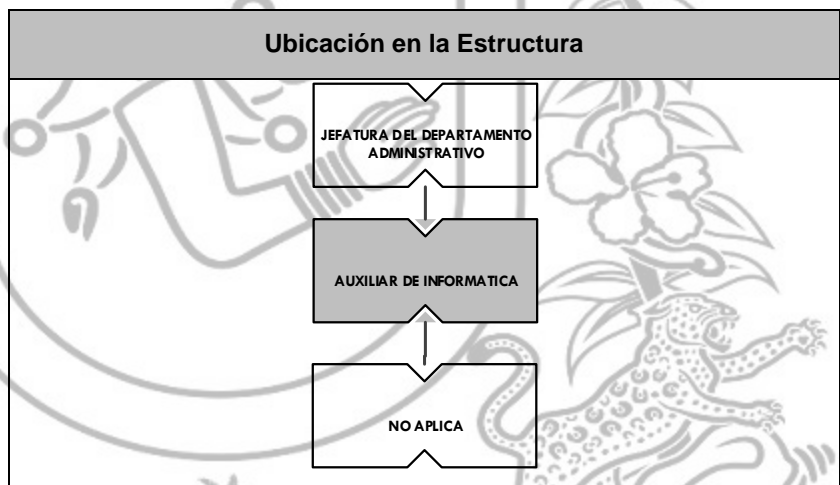 Ubicación en la Estructura
JEFATURA DEL DEPARTAMENTO
ADMINISTRATIVO
AUXILIAR DE INFORMATICA
NO APLICA